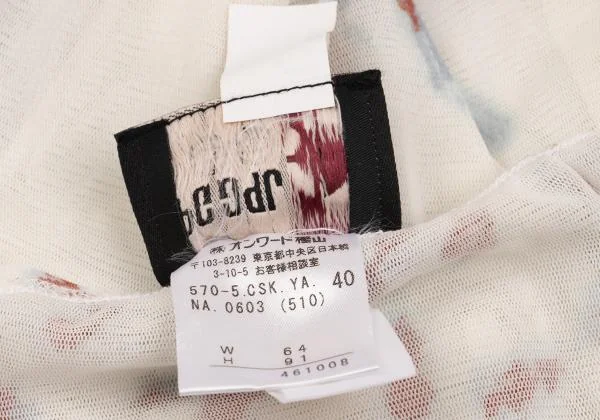 JPG
㈱オンワード樫山
〒103-8239 東京都中央区日本橋
3-10-5 お客様相談室
570-5.CSK.YA. 40
NA. 0603 (510)
W 64
H 91
461008